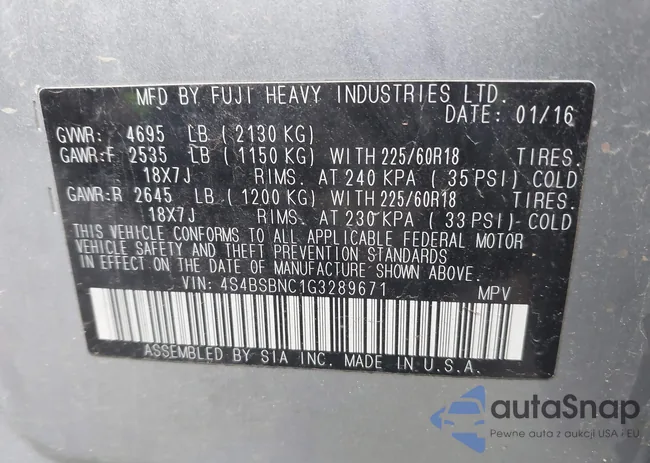 MFD BY FUJI HEAVY INDUSTRIES LTD.
DATE: 01/16
GVWR: 4695 LB (2130 KG)
GAWR:F 2535 LB (1150 KG) WITH 225/60R18 TIRES.
18X7J RIMS. AT 240 KPA ( 35 PSI) COLD
GAWR:R 2645 LB (1200 KG) WITH 225/60R18 TIRES.
18X7J RIMS. AT 230 KPA ( 33 PSI) COLD
THIS VEHICLE CONFORMS TO ALL APPLICABLE FEDERAL MOTOR
VEHICLE SAFETY AND THEFT PREVENTION STANDARDS
IN EFFECT ON THE DATE OF MANUFACTURE SHOWN ABOVE.
VIN: 4S4BSBNC1G3289671 MPV
ASSEMBLED BY SIA INC. MADE IN U.S.A.
autaSnap
Pewne auta z aukcji USA - EU